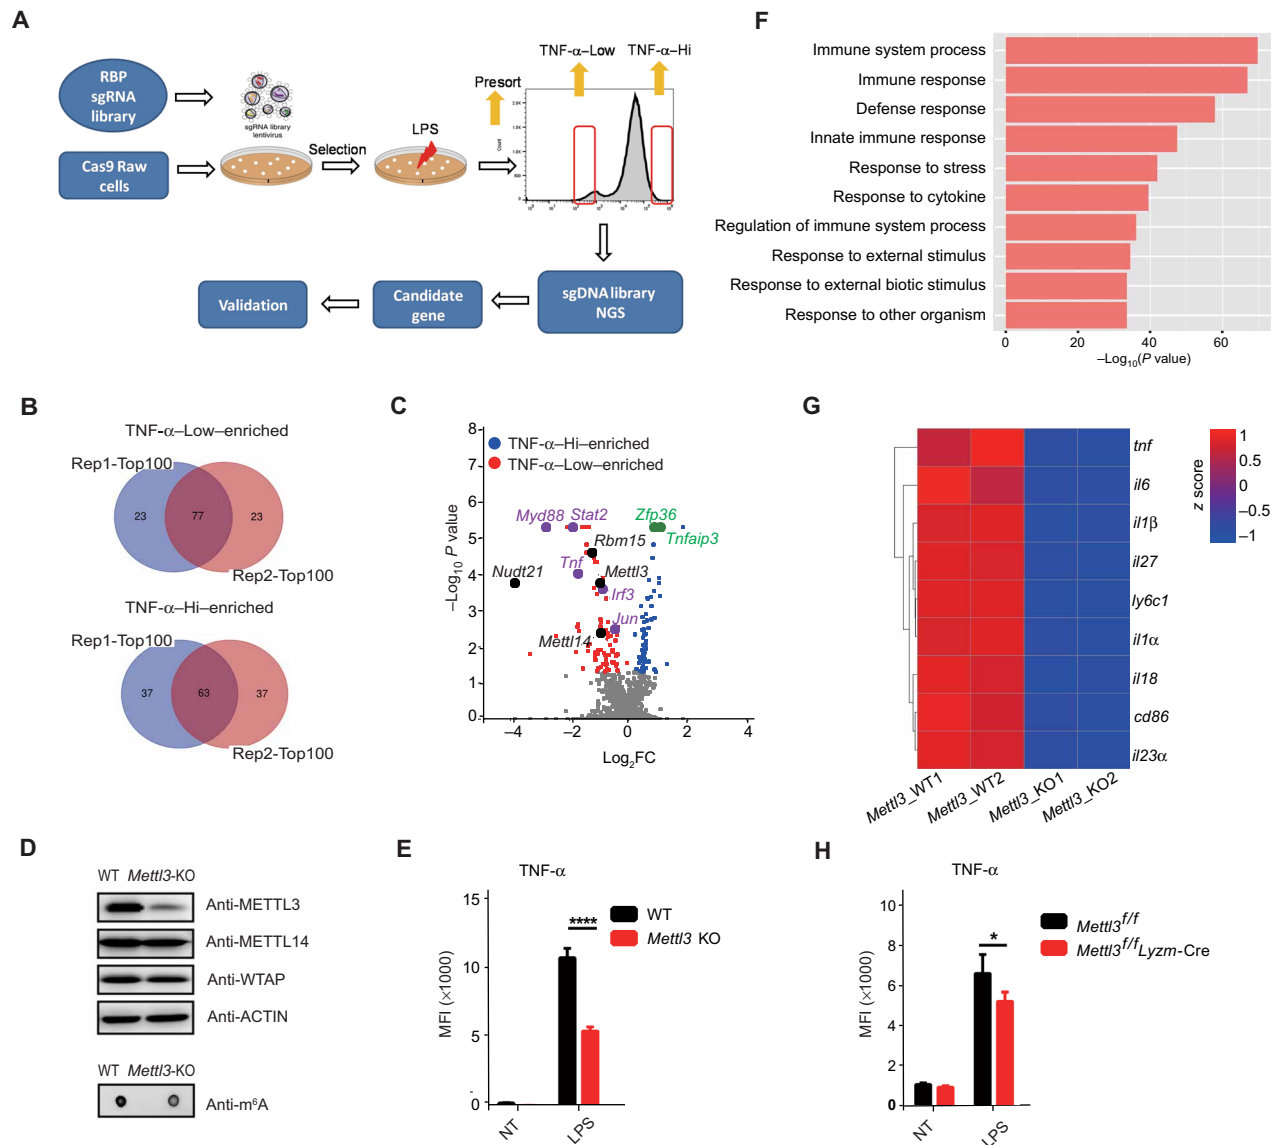 A
RBP
sgRNA
library
Cas9 Raw
cells
sgRNA library
lentivirus
Selection
LPS
Presort
TNF-α–Low
TNF-α–Hi
Count
sgDNA library
NGS
Candidate
gene
Validation
F
Immune system process
Immune response
Defense response
Innate immune response
Response to stress
Response to cytokine
Regulation of immune system process
Response to external stimulus
Response to external biotic stimulus
Response to other organism
0 20 40 60
–Log10(P value)
B
TNF-α–Low–enriched
Rep1-Top100
23 77 23
Rep2-Top100
TNF-α–Hi–enriched
Rep1-Top100
37 63 37
Rep2-Top100
C
TNF-α–Hi–enriched
TNF-α–Low–enriched
8
7
6
5
4
3
2
1
0
–Log10 P value
Myd88 Stat2
Zfp36
Tnfaip3
Rbm15
Tnf
Mettl3
Nudt21
Irf3
Jun
Mettl14
–4 –2 0 2 4
Log2FC
G
tnf
il6
il1β
il27
ly6c1
il1α
il18
cd86
il23α
Mettl3_WT1
Mettl3_WT2
Mettl3_KO1
Mettl3_KO2
z score
1
0.5
0
–0.5
–1
D
WT Mettl3-KO
Anti-METTL3
Anti-METTL14
Anti-WTAP
Anti-ACTIN
WT Mettl3-KO
Anti-m6A
E
TNF-α
15
10
5
0
MFI (×1000)
****
WT
Mettl3 KO
NT
LPS
H
TNF-α
10
8
6
4
2
0
MFI (×1000)
*
Mettl3f/f
Mettl3f/fLyzm-Cre
NT
LPS